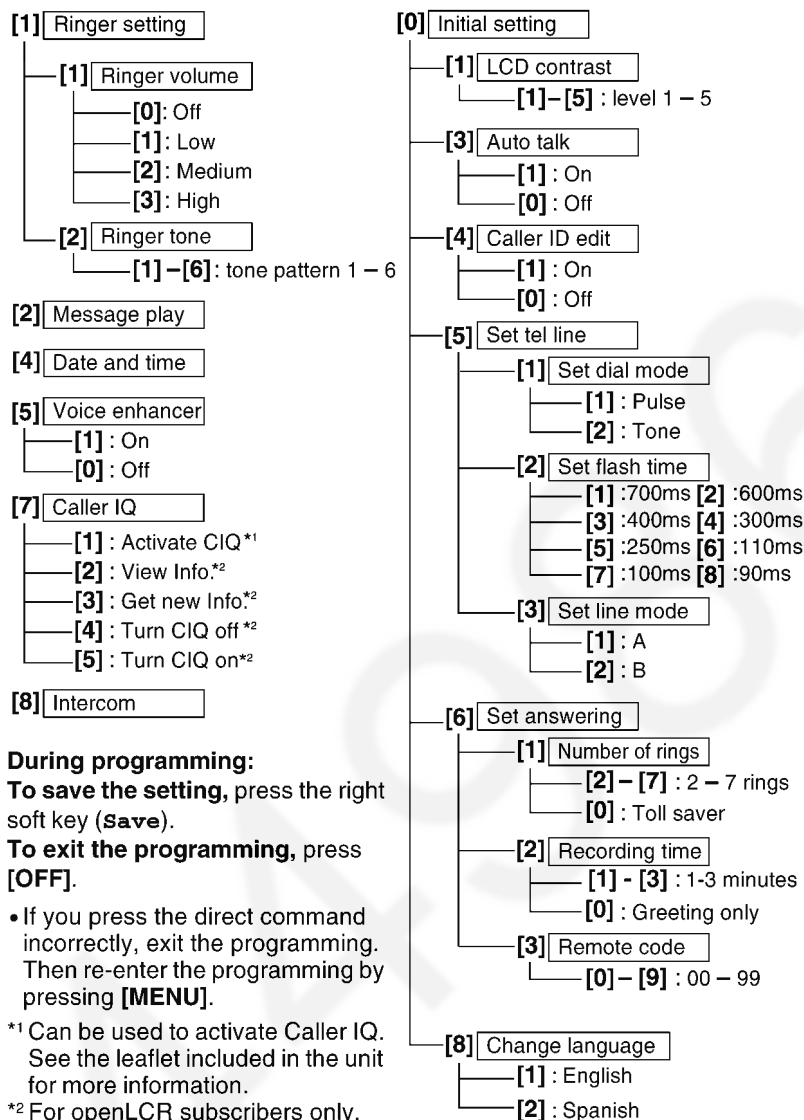 [1] Ringer setting
[1] Ringer volume
[0]: Off
[1]: Low
[2]: Medium
[3]: High
[2] Ringer tone
[1]–[6]: tone pattern 1 – 6
[2] Message play
[4] Date and time
[5] Voice enhancer
[1] : On
[0] : Off
[7] Caller IQ
[1] : Activate CIQ*1
[2] : View Info.*2
[3] : Get new Info.*2
[4] : Turn CIQ off *2
[5] : Turn CIQ on*2
[8] Intercom
During programming:
To save the setting, press the right
soft key (Save).
To exit the programming, press
[OFF].
• If you press the direct command
incorrectly, exit the programming.
Then re-enter the programming by
pressing [MENU].
*1 Can be used to activate Caller IQ.
See the leaflet included in the unit
for more information.
*2 For openLCR subscribers only.
[0] Initial setting
[1] LCD contrast
[1]–[5] : level 1 – 5
[3] Auto talk
[1] : On
[0] : Off
[4] Caller ID edit
[1] : On
[0] : Off
[5] Set tel line
[1] Set dial mode
[1] : Pulse
[2] : Tone
[2] Set flash time
[1] :700ms [2] :600ms
[3] :400ms [4] :300ms
[5] :250ms [6] :110ms
[7] :100ms [8] :90ms
[3] Set line mode
[1] : A
[2] : B
[6] Set answering
[1] Number of rings
[2]–[7] : 2 – 7 rings
[0] : Toll saver
[2] Recording time
[1] - [3] : 1-3 minutes
[0] : Greeting only
[3] Remote code
[0]–[9] : 00 – 99
[8] Change language
[1] : English
[2] : Spanish